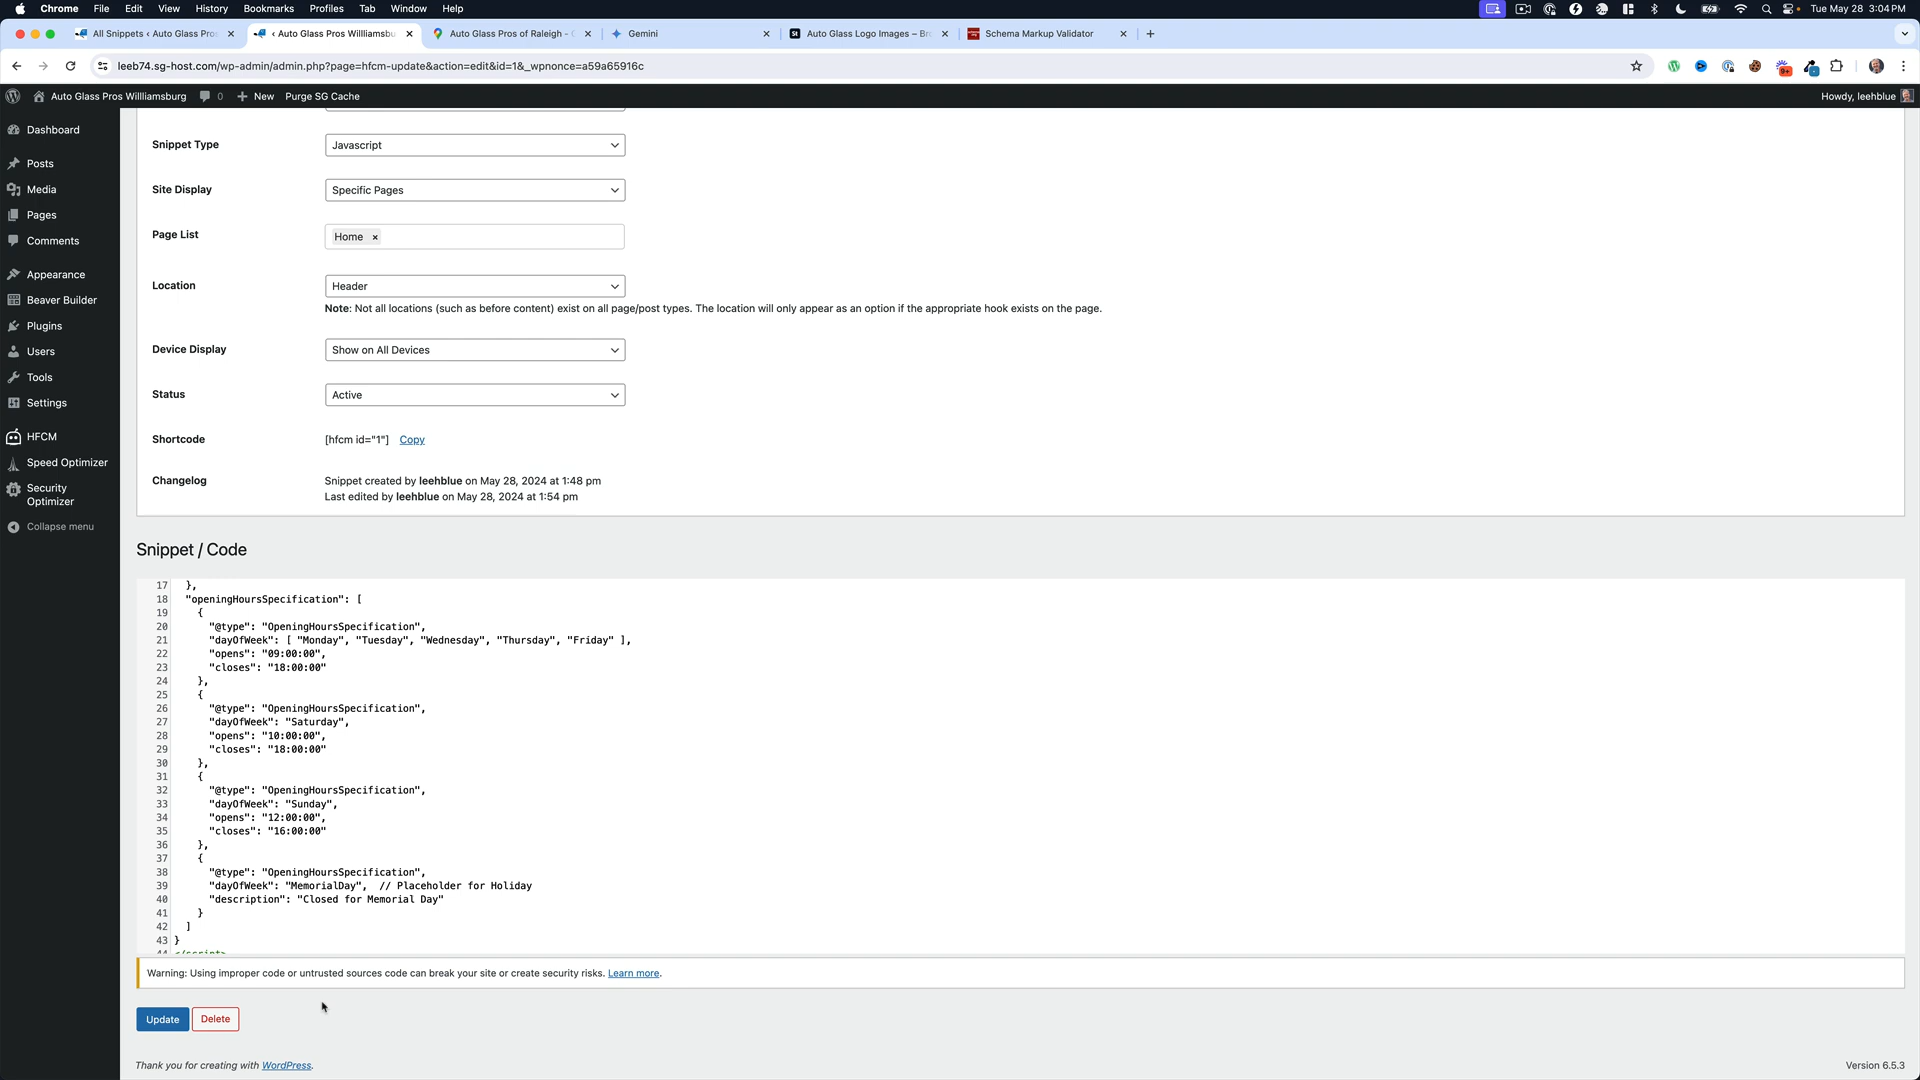 Chrome File Edit View History Bookmarks Profiles Tab Window Help Tue May 28 3:04 PM
All Snippets ‹ Auto Glass Pros ‹ Auto Glass Pros Willliamsbu Auto Glass Pros of Raleigh - Gemini Auto Glass Logo Images – Br Schema Markup Validator
leeb74.sg-host.com/wp-admin/admin.php?page=hfcm-update&action=edit&id=1&_wpnonce=a59a65916c
9+
Auto Glass Pros Willliamsburg 0 New Purge SG Cache Howdy, leehblue
Dashboard
Posts
Media
Pages
Comments
Appearance
Beaver Builder
Plugins
Users
Tools
Settings
HFCM
Speed Optimizer
Security
Optimizer
Collapse menu
Snippet Type Javascript
Site Display Specific Pages
Page List Home ×
Location Header
Note: Not all locations (such as before content) exist on all page/post types. The location will only appear as an option if the appropriate hook exists on the page.
Device Display Show on All Devices
Status Active
Shortcode [hfcm id="1"] Copy
Changelog Snippet created by leehblue on May 28, 2024 at 1:48 pm
Last edited by leehblue on May 28, 2024 at 1:54 pm
Snippet / Code
17 },
18 "openingHoursSpecification": [
19 {
20 "@type": "OpeningHoursSpecification",
21 "dayOfWeek": [ "Monday", "Tuesday", "Wednesday", "Thursday", "Friday" ],
22 "opens": "09:00:00",
23 "closes": "18:00:00"
24 },
25 {
26 "@type": "OpeningHoursSpecification",
27 "dayOfWeek": "Saturday",
28 "opens": "10:00:00",
29 "closes": "18:00:00"
30 },
31 {
32 "@type": "OpeningHoursSpecification",
33 "dayOfWeek": "Sunday",
34 "opens": "12:00:00",
35 "closes": "16:00:00"
36 },
37 {
38 "@type": "OpeningHoursSpecification",
39 "dayOfWeek": "MemorialDay", // Placeholder for Holiday
40 "description": "Closed for Memorial Day"
41 }
42 ]
43 }
44 </script>
Warning: Using improper code or untrusted sources code can break your site or create security risks. Learn more.
Update Delete
Thank you for creating with WordPress. Version 6.5.3